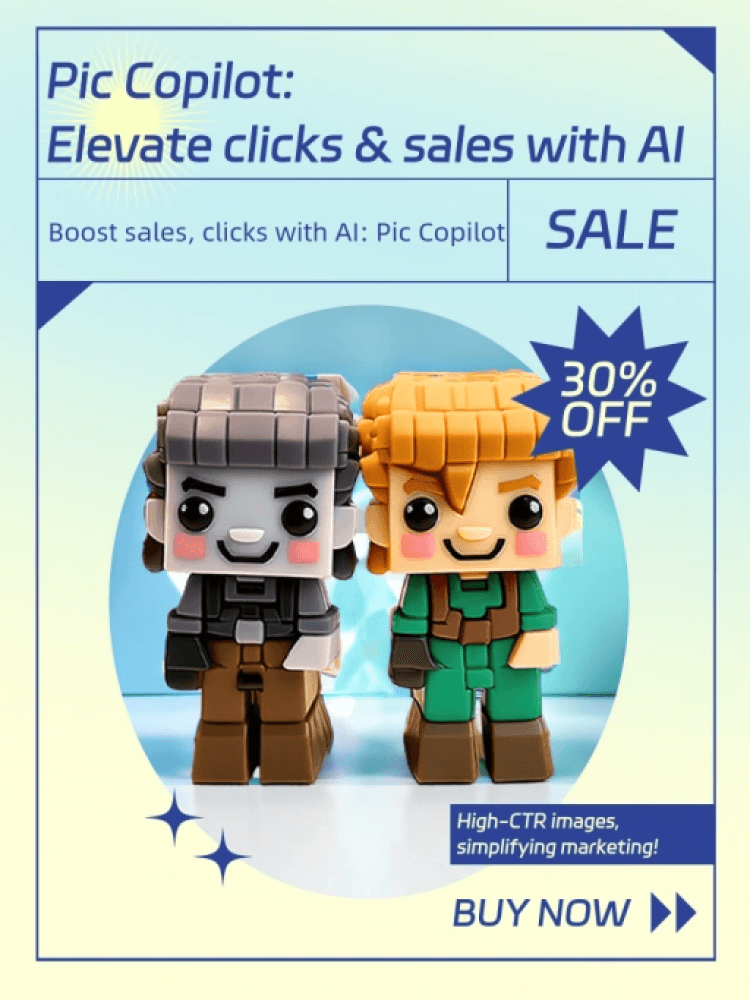 Pic Copilot:
Elevate clicks & sales with AI
Boost sales, clicks with AI: Pic Copilot
SALE
30%
OFF
High-CTR images,
simplifying marketing!
BUY NOW